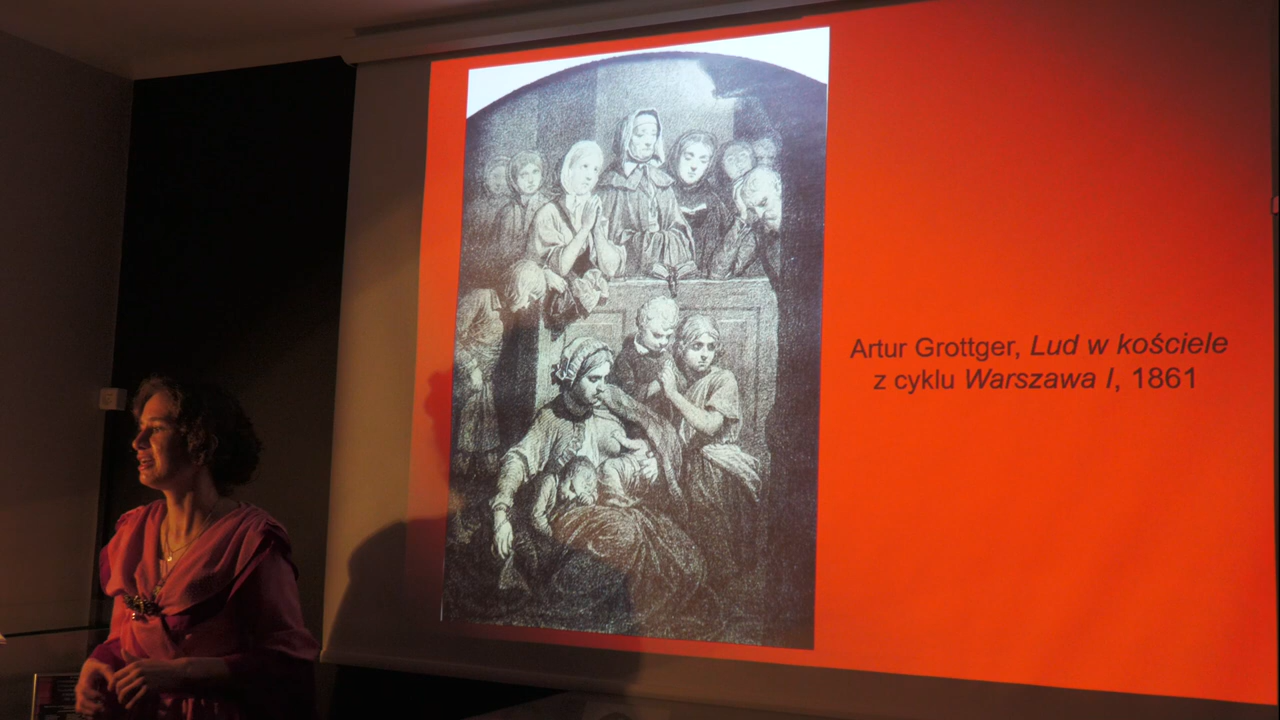 Artur Grottger, Lud w kościele
z cyklu Warszawa I, 1861